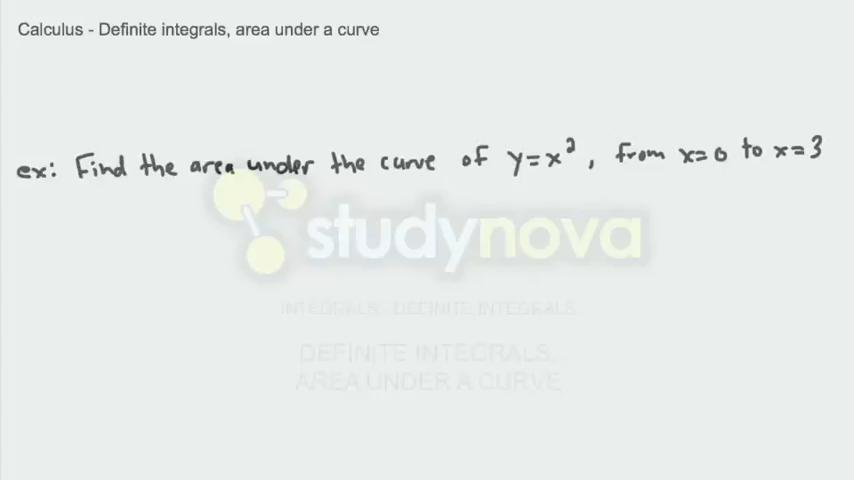 Calculus - Definite integrals, area under a curve
ex: Find the area under the curve of y=x², from x=0 to x=3
studynova
INTEGRALS - DEFINITE INTEGRALS
DEFINITE INTEGRALS,
AREA UNDER A CURVE